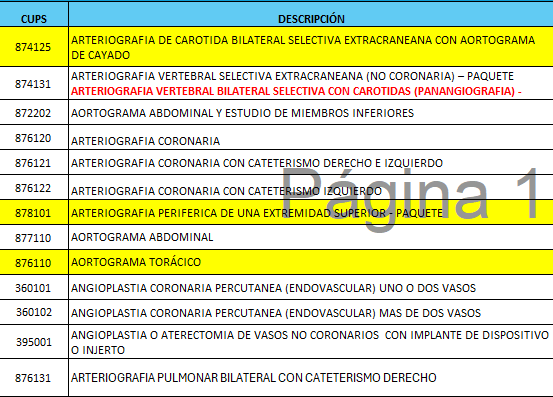 CUPS DESCRIPCIÓN
874125 ARTERIOGRAFIA DE CAROTIDA BILATERAL SELECTIVA EXTRACRANEANA CON AORTOGRAMA
DE CAYADO
874131 ARTERIOGRAFIA VERTEBRAL SELECTIVA EXTRACRANEANA (NO CORONARIA) – PAQUETE
ARTERIOGRAFIA VERTEBRAL BILATERAL SELECTIVA CON CAROTIDAS (PANANGIOGRAFIA) -
872202 AORTOGRAMA ABDOMINAL Y ESTUDIO DE MIEMBROS INFERIORES
876120 ARTERIOGRAFIA CORONARIA
876121 ARTERIOGRAFIA CORONARIA CON CATETERISMO DERECHO E IZQUIERDO
876122 ARTERIOGRAFIA CORONARIA CON CATETERISMO IZQUIERDO
878101 ARTERIOGRAFIA PERIFERICA DE UNA EXTREMIDAD SUPERIOR - PAQUETE
877110 AORTOGRAMA ABDOMINAL
876110 AORTOGRAMA TORÁCICO
360101 ANGIOPLASTIA CORONARIA PERCUTANEA (ENDOVASCULAR) UNO O DOS VASOS
360102 ANGIOPLASTIA CORONARIA PERCUTANEA (ENDOVASCULAR) MAS DE DOS VASOS
395001 ANGIOPLASTIA O ATERECTOMIA DE VASOS NO CORONARIOS CON IMPLANTE DE DISPOSITIVO
O INJERTO
876131 ARTERIOGRAFIA PULMONAR BILATERAL CON CATETERISMO DERECHO
Página 1